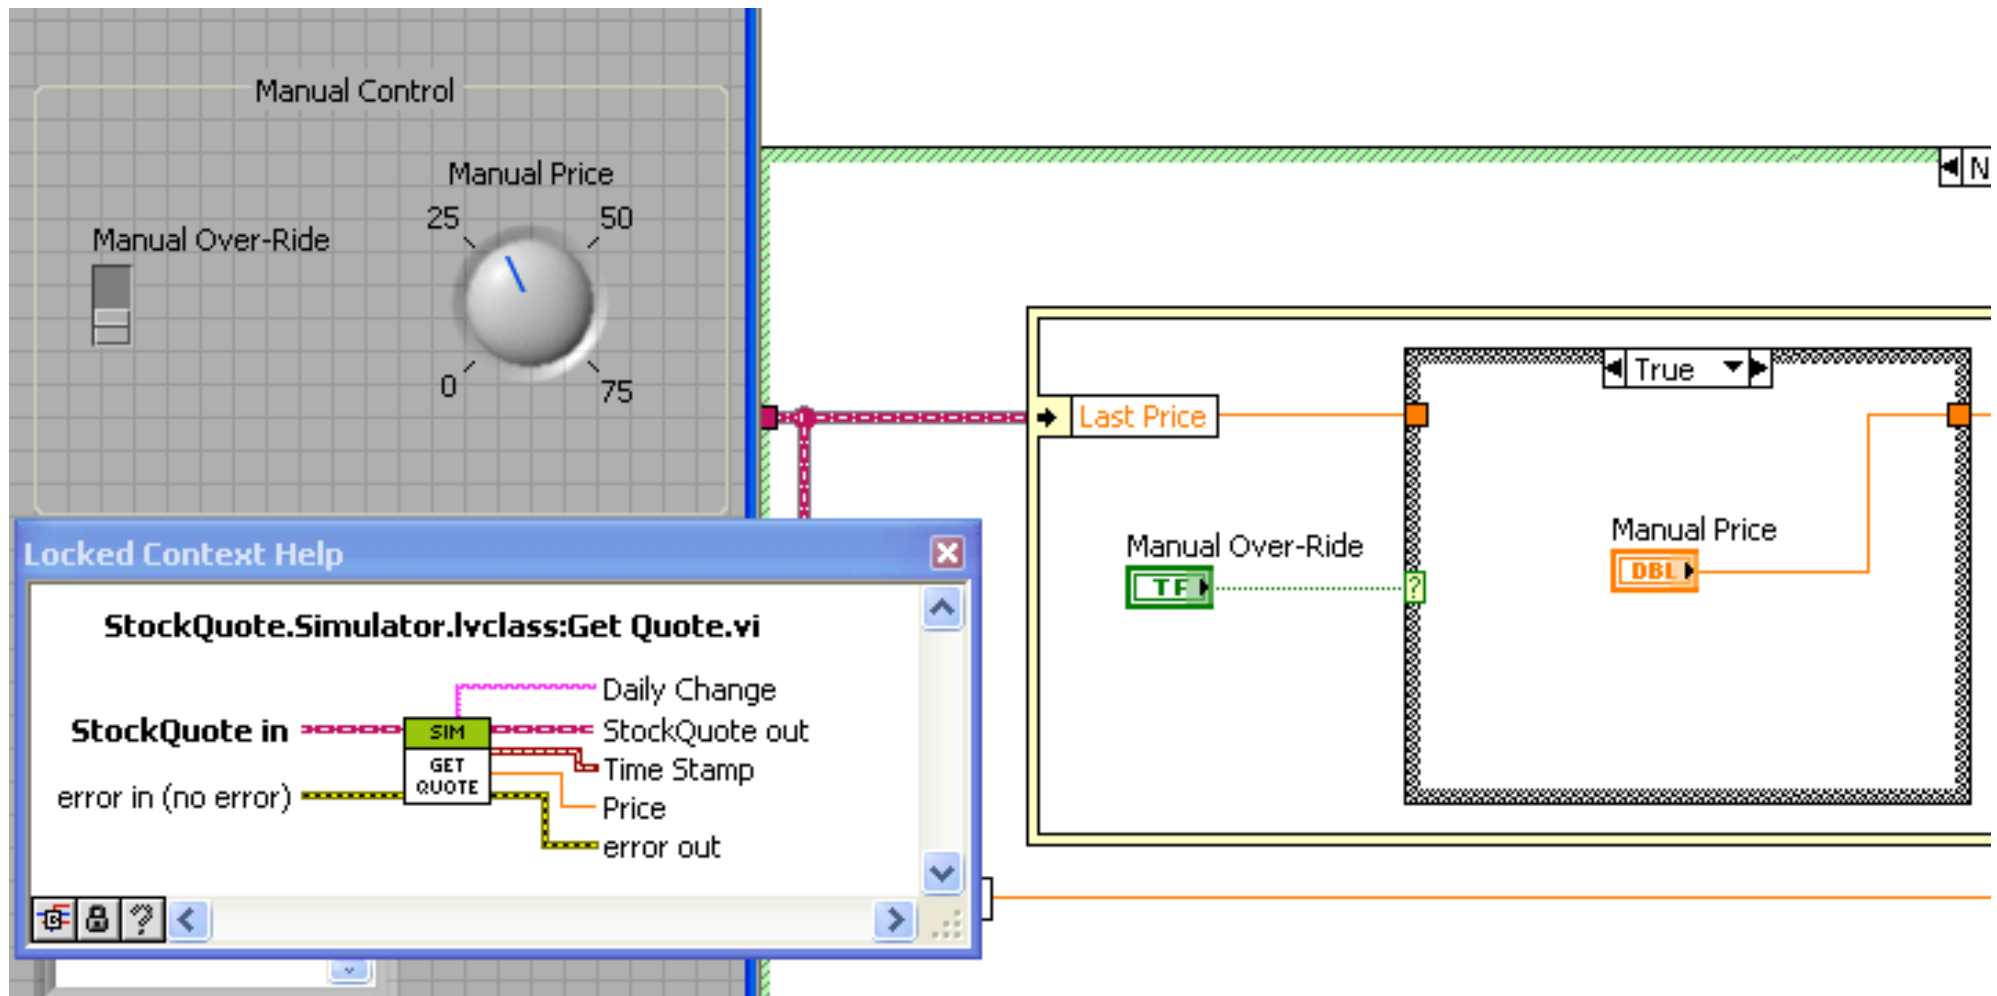 Manual Control
Manual Price
25
50
Manual Over-Ride
0
75
N
True
Last Price
Manual Over-Ride
TF
?
Manual Price
DBL
Locked Context Help
StockQuote.Simulator.lvclass:Get Quote.vi
Daily Change
StockQuote in
SIM
StockQuote out
GET
QUOTE
Time Stamp
error in (no error)
Price
error out
?